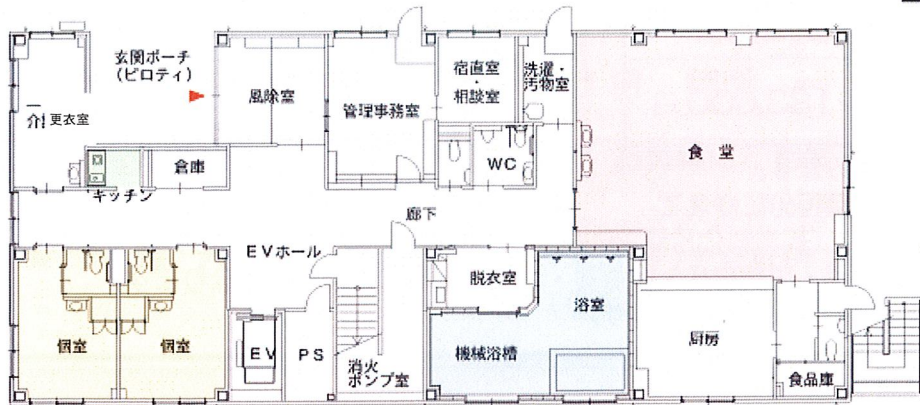 玄関ポーチ
(ピロティ)
風除室
管理事務室
宿直室
・
相談室
洗濯・
汚物室
更衣室
キッチン
倉庫
WC
食 堂
廊下
EVホール
個室
個室
EV
PS
消火
ポンプ室
脱衣室
浴室
機械浴槽
厨房
食品庫